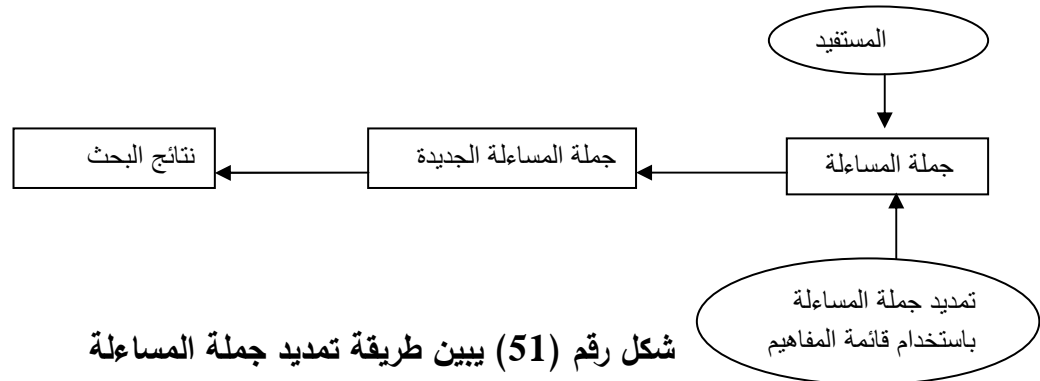 المستفيد
جملة المساءلة
جملة المساءلة الجديدة
نتائج البحث
تمديد جملة المساءلة
باستخدام قائمة المفاهيم
شكل رقم (51) يبين طريقة تمديد جملة المساءلة